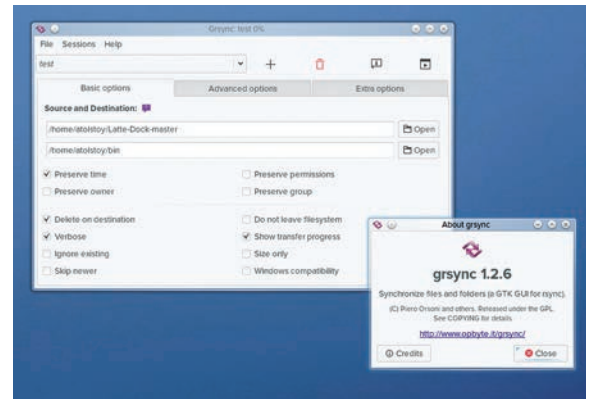 Grsync: test 0%
File Sessions Help
test
Basic options Advanced options Extra options
Source and Destination:
/home/atolstoy/Latte-Dock-master Open
/home/atolstoy/bin Open
Preserve time Preserve permissions
Preserve owner Preserve group
Delete on destination Do not leave filesystem
Verbose Show transfer progress
Ignore existing Size only
Skip newer Windows compatibility
About grsync
grsync 1.2.6
Synchronize files and folders (a GTK GUI for rsync).
(C) Piero Orsoni and others. Released under the GPL.
See COPYING for details.
http://www.opbyte.it/grsync/
Credits Close